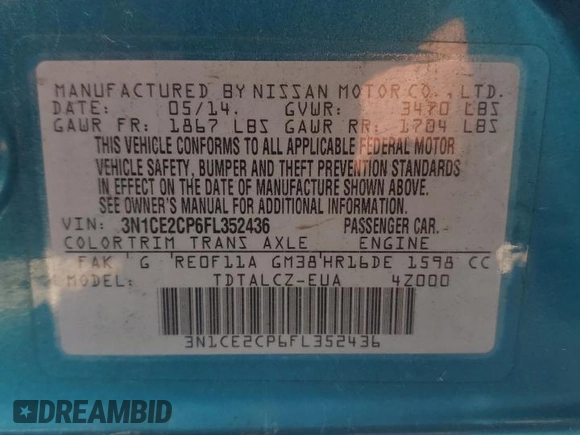 MANUFACTURED BY NISSAN MOTOR CO., LTD.
DATE: 05/14. GVWR: 3470 LBS
GAWR FR: 1867 LBS GAWR RR: 1704 LBS
THIS VEHICLE CONFORMS TO ALL APPLICABLE FEDERAL MOTOR
VEHICLE SAFETY, BUMPER AND THEFT PREVENTION STANDARDS
IN EFFECT ON THE DATE OF MANUFACTURE SHOWN ABOVE.
SEE OWNER'S MANUAL FOR ADDITIONAL INFORMATION.
VIN: 3N1CE2CP6FL352436 PASSENGER CAR.
COLOR TRIM TRANS AXLE ENGINE
FAK ' G 'RE0F11A GM38'HR16DE 1598 CC
MODEL: TDTALCZ-EUA 4Z000
3N1CE2CP6FL352436
DREAMBID